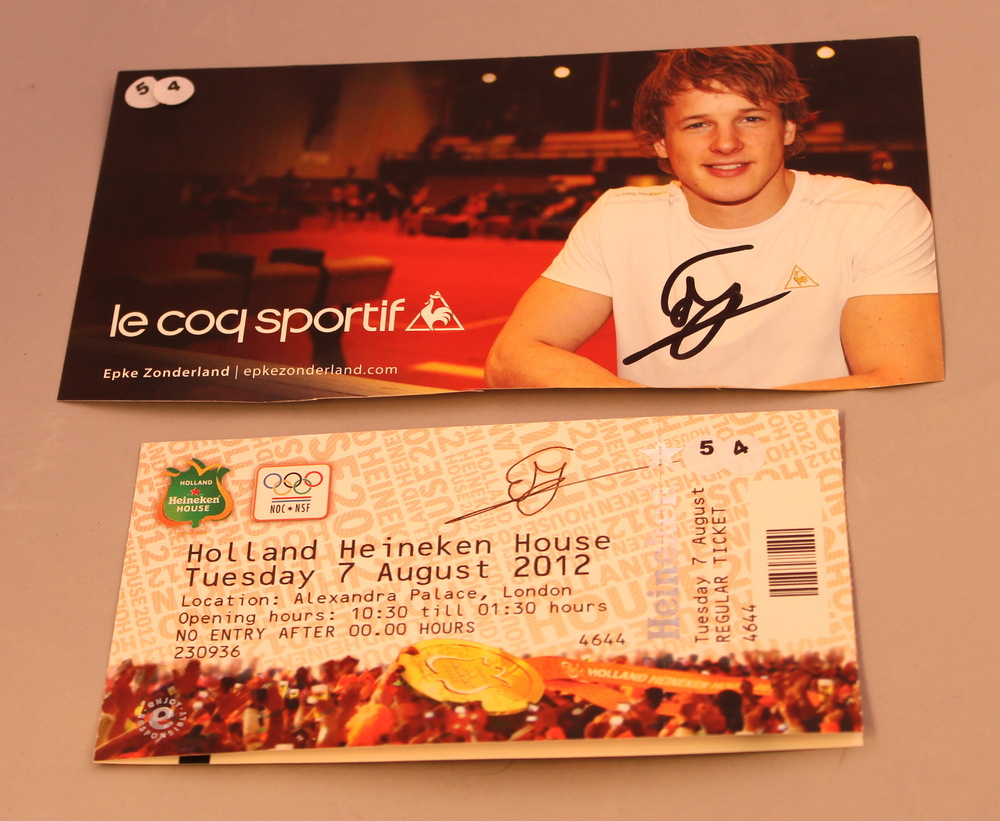 5 4
le coq sportif
Epke Zonderland | epkezonderland.com
5 4
HOLLAND
Heineken
HOUSE
NOC★NSF
Holland Heineken House
Tuesday 7 August 2012
Location: Alexandra Palace, London
Opening hours: 10:30 till 01:30 hours
NO ENTRY AFTER 00.00 HOURS
230936
4644
Heineken
Tuesday 7 August
REGULAR TICKET
4644
HOLLAND HEINEKEN
ENJOY
RESPONSIBLY